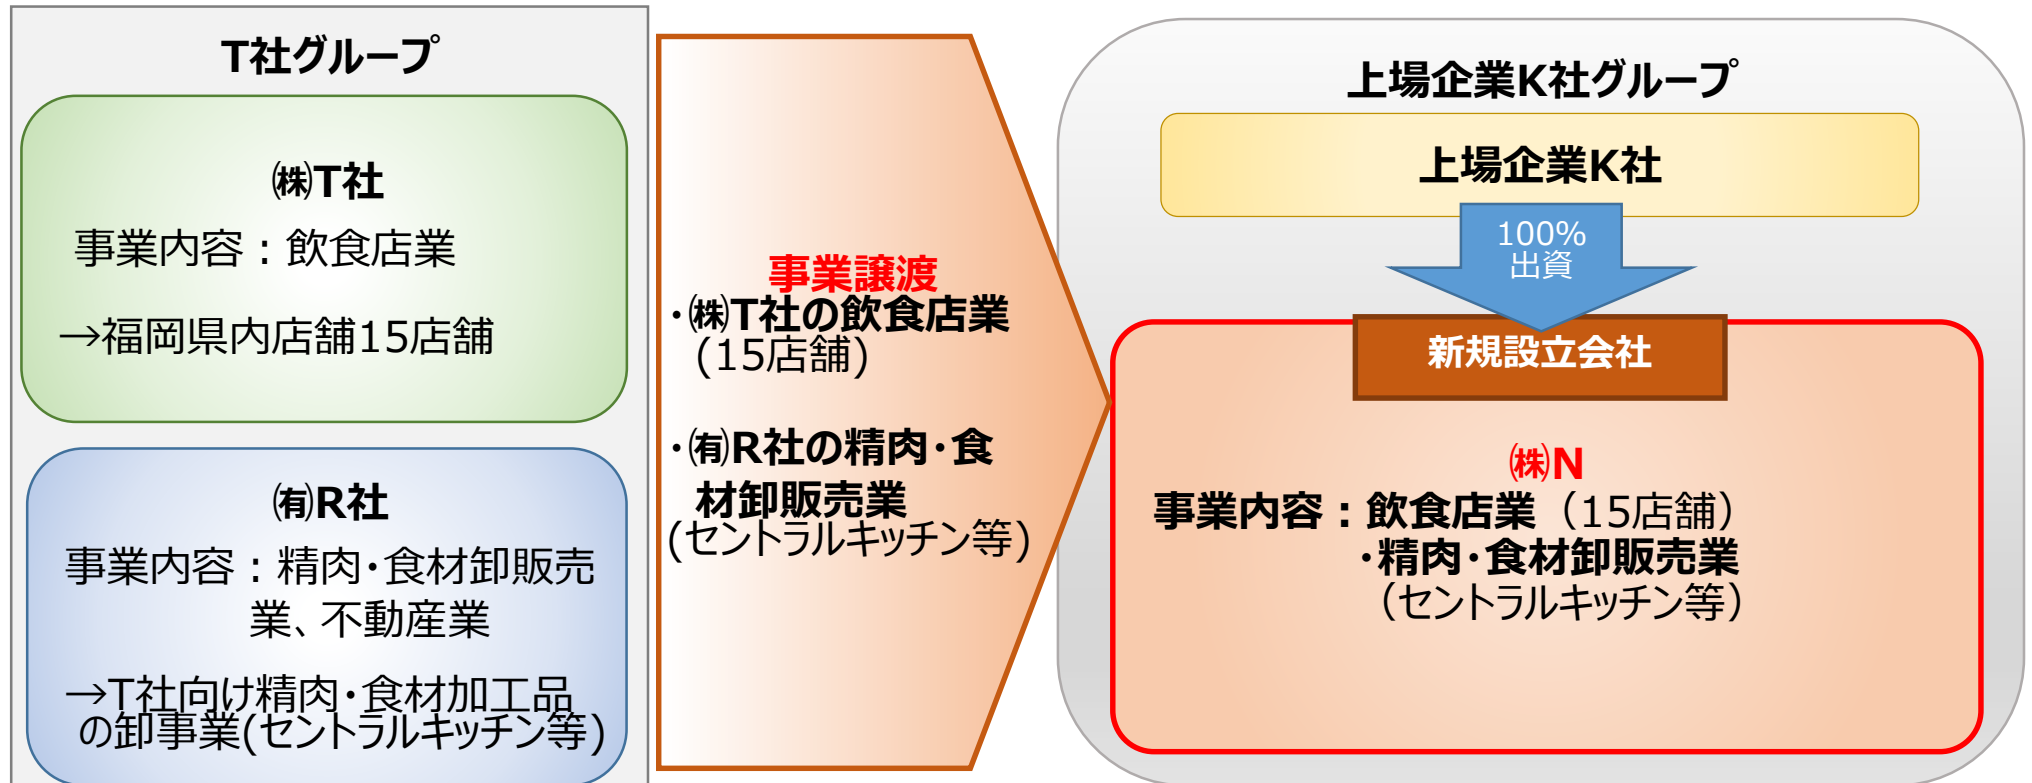 T社グループ
㈱T社
事業内容：飲食店業
→福岡県内店舗15店舗
㈲R社
事業内容：精肉・食材卸販売
業、不動産業
→T社向け精肉・食材加工品
の卸事業(セントラルキッチン等)
事業譲渡
・㈱T社の飲食店業
(15店舗)
・㈲R社の精肉・食
材卸販売業
(セントラルキッチン等)
上場企業K社グループ
上場企業K社
100%
出資
新規設立会社
㈱N
事業内容：飲食店業（15店舗）
・精肉・食材卸販売業
（セントラルキッチン等）